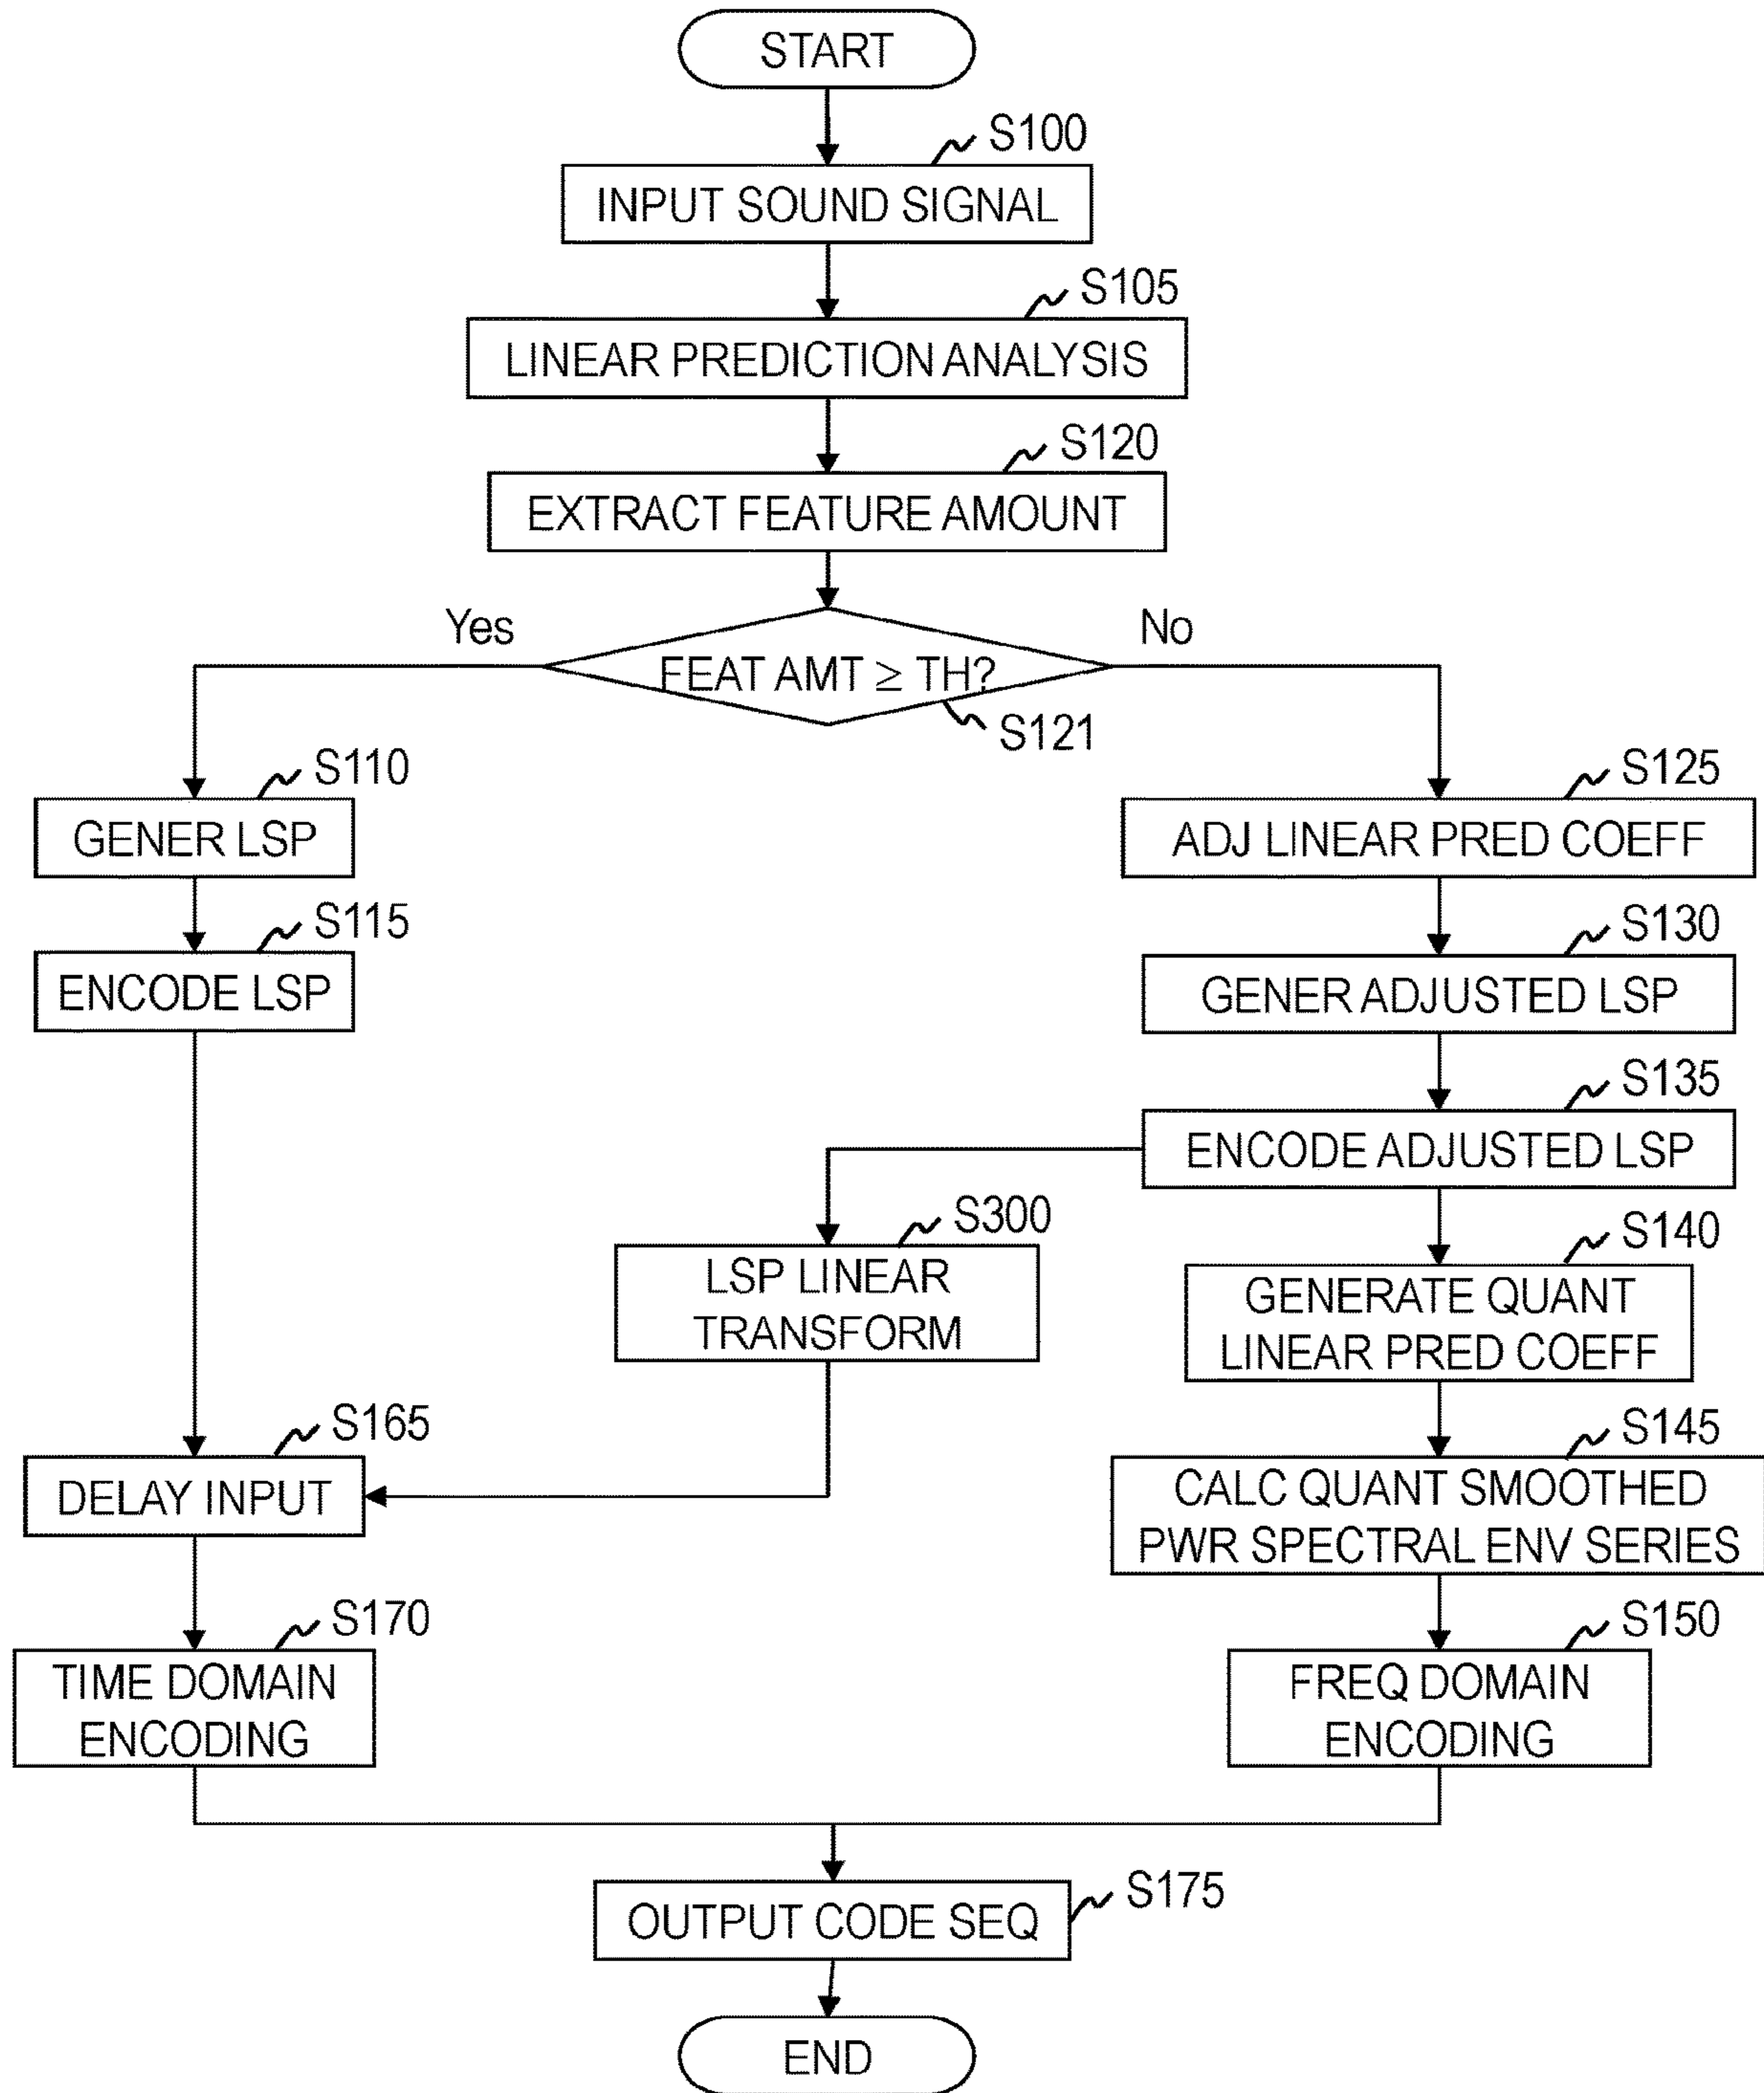 START
S100
INPUT SOUND SIGNAL
S105
LINEAR PREDICTION ANALYSIS
S120
EXTRACT FEATURE AMOUNT
Yes
No
FEAT AMT ≥ TH?
S121
S110
GENER LSP
S115
ENCODE LSP
S125
ADJ LINEAR PRED COEFF
S130
GENER ADJUSTED LSP
S135
ENCODE ADJUSTED LSP
S300
LSP LINEAR
TRANSFORM
S140
GENERATE QUANT
LINEAR PRED COEFF
S165
DELAY INPUT
S145
CALC QUANT SMOOTHED
PWR SPECTRAL ENV SERIES
S170
TIME DOMAIN
ENCODING
S150
FREQ DOMAIN
ENCODING
S175
OUTPUT CODE SEQ
END